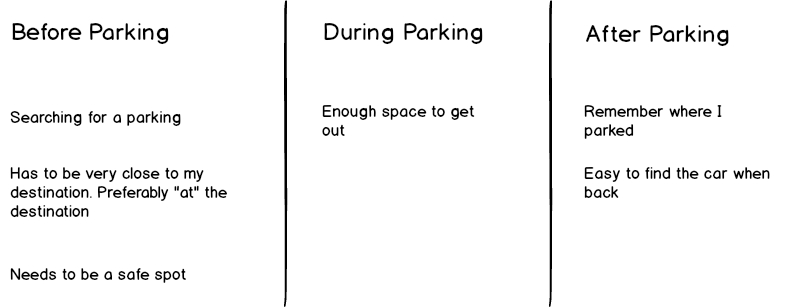 Before Parking
Searching for a parking
Has to be very close to my
destination. Preferably "at" the
destination
Needs to be a safe spot
During Parking
Enough space to get
out
After Parking
Remember where I
parked
Easy to find the car when
back